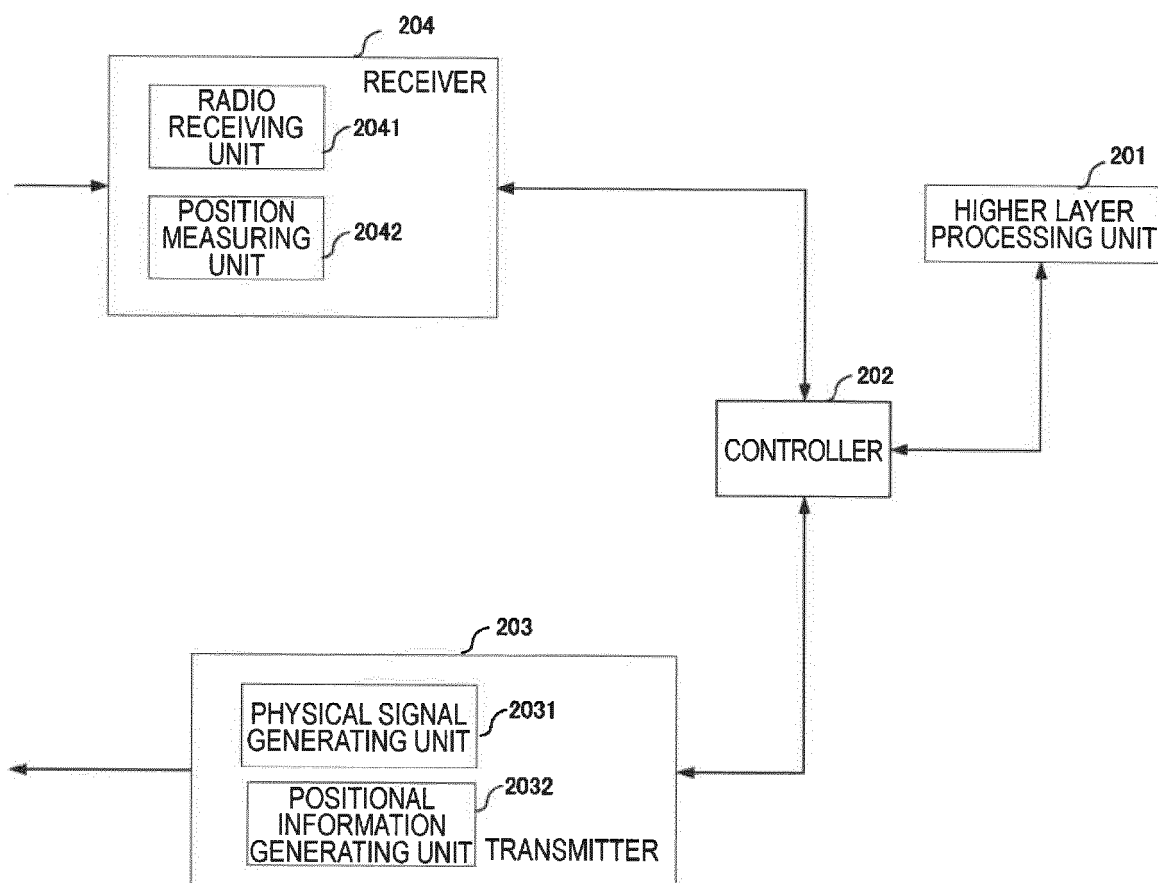 204
RECEIVER
RADIO
RECEIVING
UNIT
2041
POSITION
MEASURING
UNIT
2042
201
HIGHER LAYER
PROCESSING UNIT
202
CONTROLLER
203
PHYSICAL SIGNAL
GENERATING UNIT
2031
POSITIONAL
INFORMATION
GENERATING UNIT
2032
TRANSMITTER